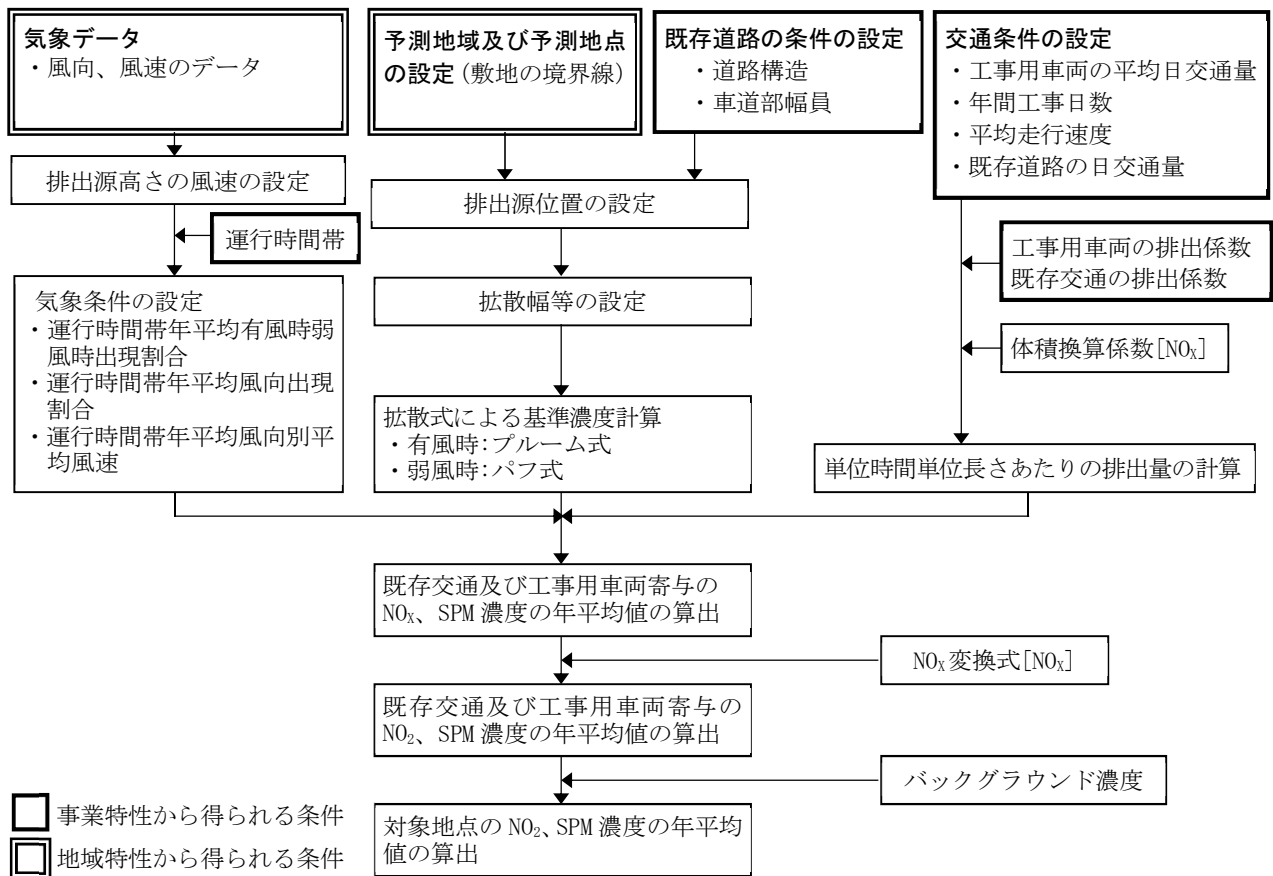 気象データ
・風向、風速のデータ
予測地域及び予測地点
の設定(敷地の境界線)
既存道路の条件の設定
・道路構造
・車道部幅員
交通条件の設定
・工事用車両の平均日交通量
・年間工事日数
・平均走行速度
・既存道路の日交通量
排出源高さの風速の設定
排出源位置の設定
運行時間帯
工事用車両の排出係数
既存交通の排出係数
気象条件の設定
・運行時間帯年平均有風時弱
風時出現割合
・運行時間帯年平均風向出現
割合
・運行時間帯年平均風向別平
均風速
拡散幅等の設定
体積換算係数[NOX]
拡散式による基準濃度計算
・有風時:プルーム式
・弱風時:パフ式
単位時間単位長さあたりの排出量の計算
既存交通及び工事用車両寄与の
NOX、SPM 濃度の年平均値の算出
NOX変換式[NOX]
既存交通及び工事用車両寄与の
NO2、SPM 濃度の年平均値の算出
バックグラウンド濃度
対象地点の NO2、SPM 濃度の年平均
値の算出
事業特性から得られる条件
地域特性から得られる条件